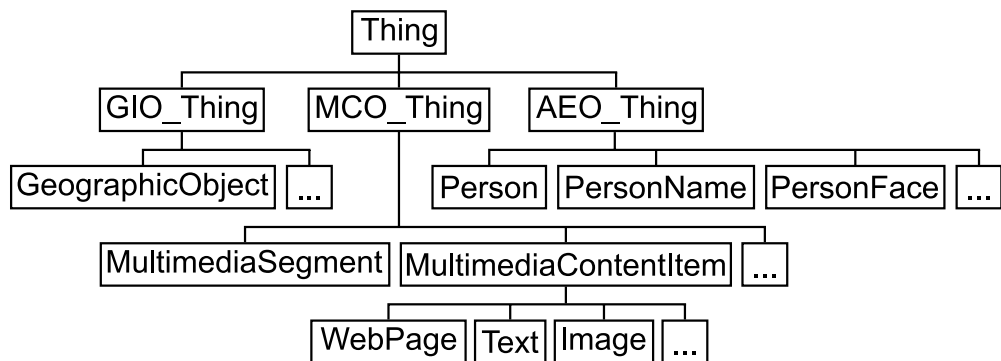 Thing
GIO_Thing MCO_Thing AEO_Thing
GeographicObject ... Person PersonName PersonFace ...
MultimediaSegment MultimediaContentItem ...
WebPage Text Image ...